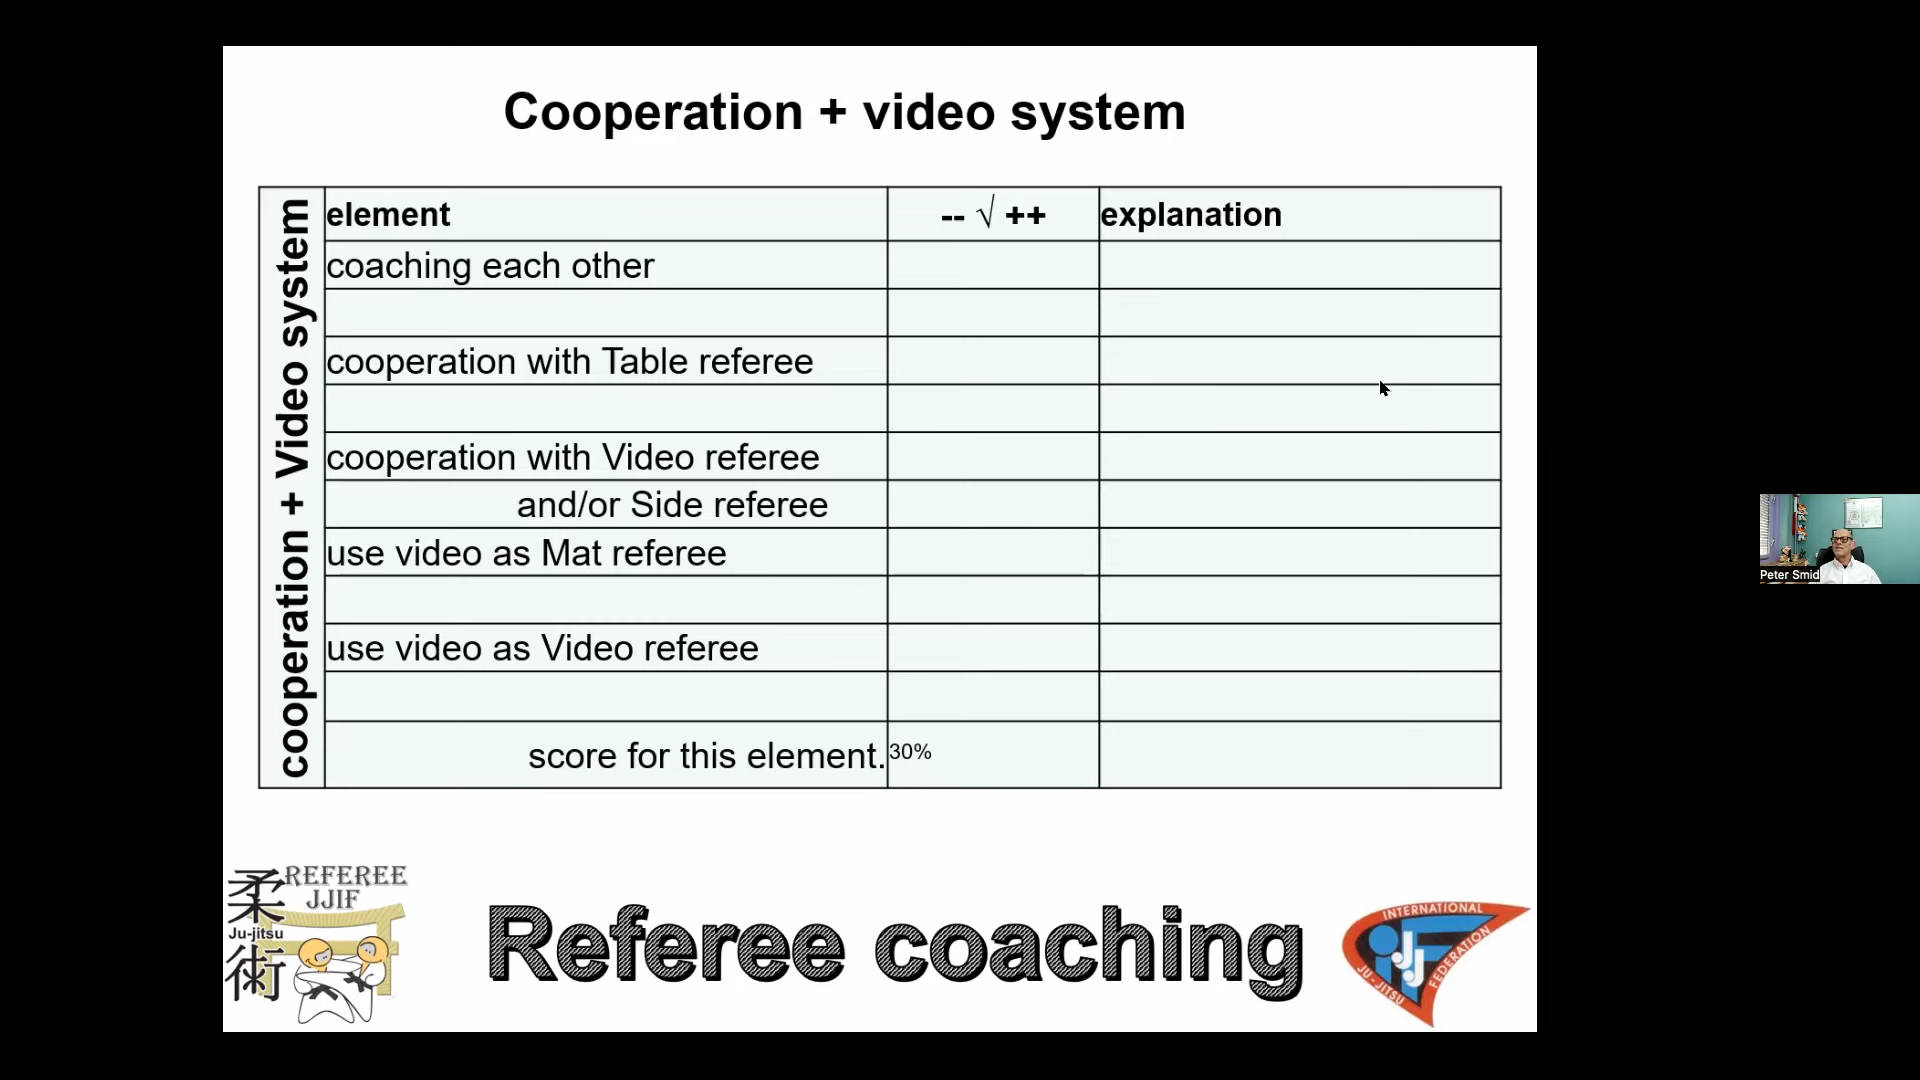 Cooperation + video system
cooperation + Video system
element -- √ ++ explanation
coaching each other
cooperation with Table referee
cooperation with Video referee
and/or Side referee
use video as Mat referee
use video as Video referee
score for this element. 30%
柔術
Ju-jitsu
REFEREE
JJIF
Referee coaching
INTERNATIONAL
JJIF
JU-JITSU
FEDERATION
Peter Smid